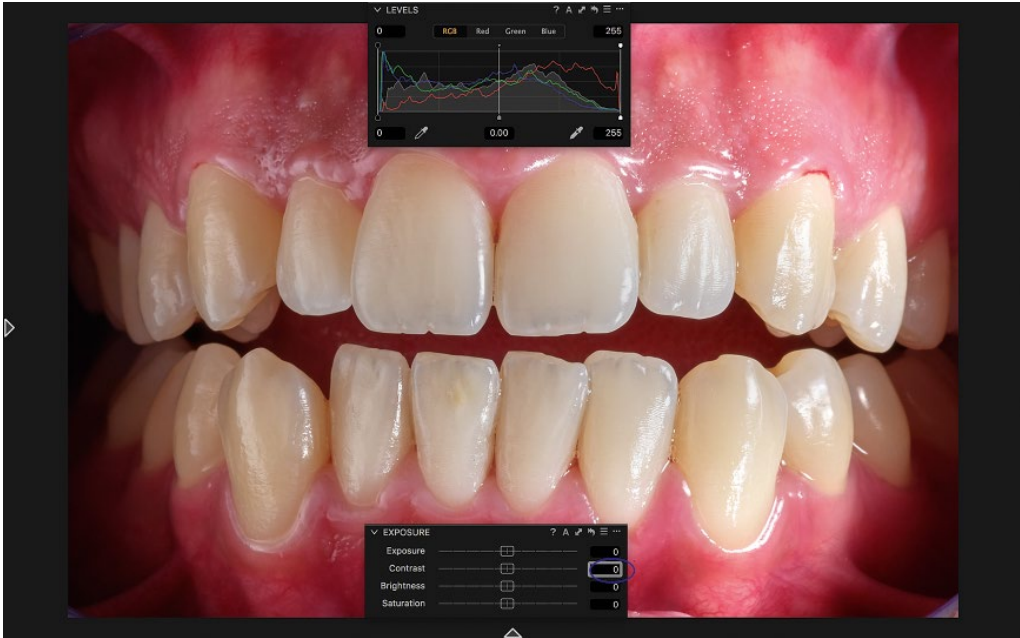 LEVELS ? A
0 RGB Red Green Blue 255
0 0.00 255
EXPOSURE ? A
Exposure 0
Contrast 0
Brightness 0
Saturation 0